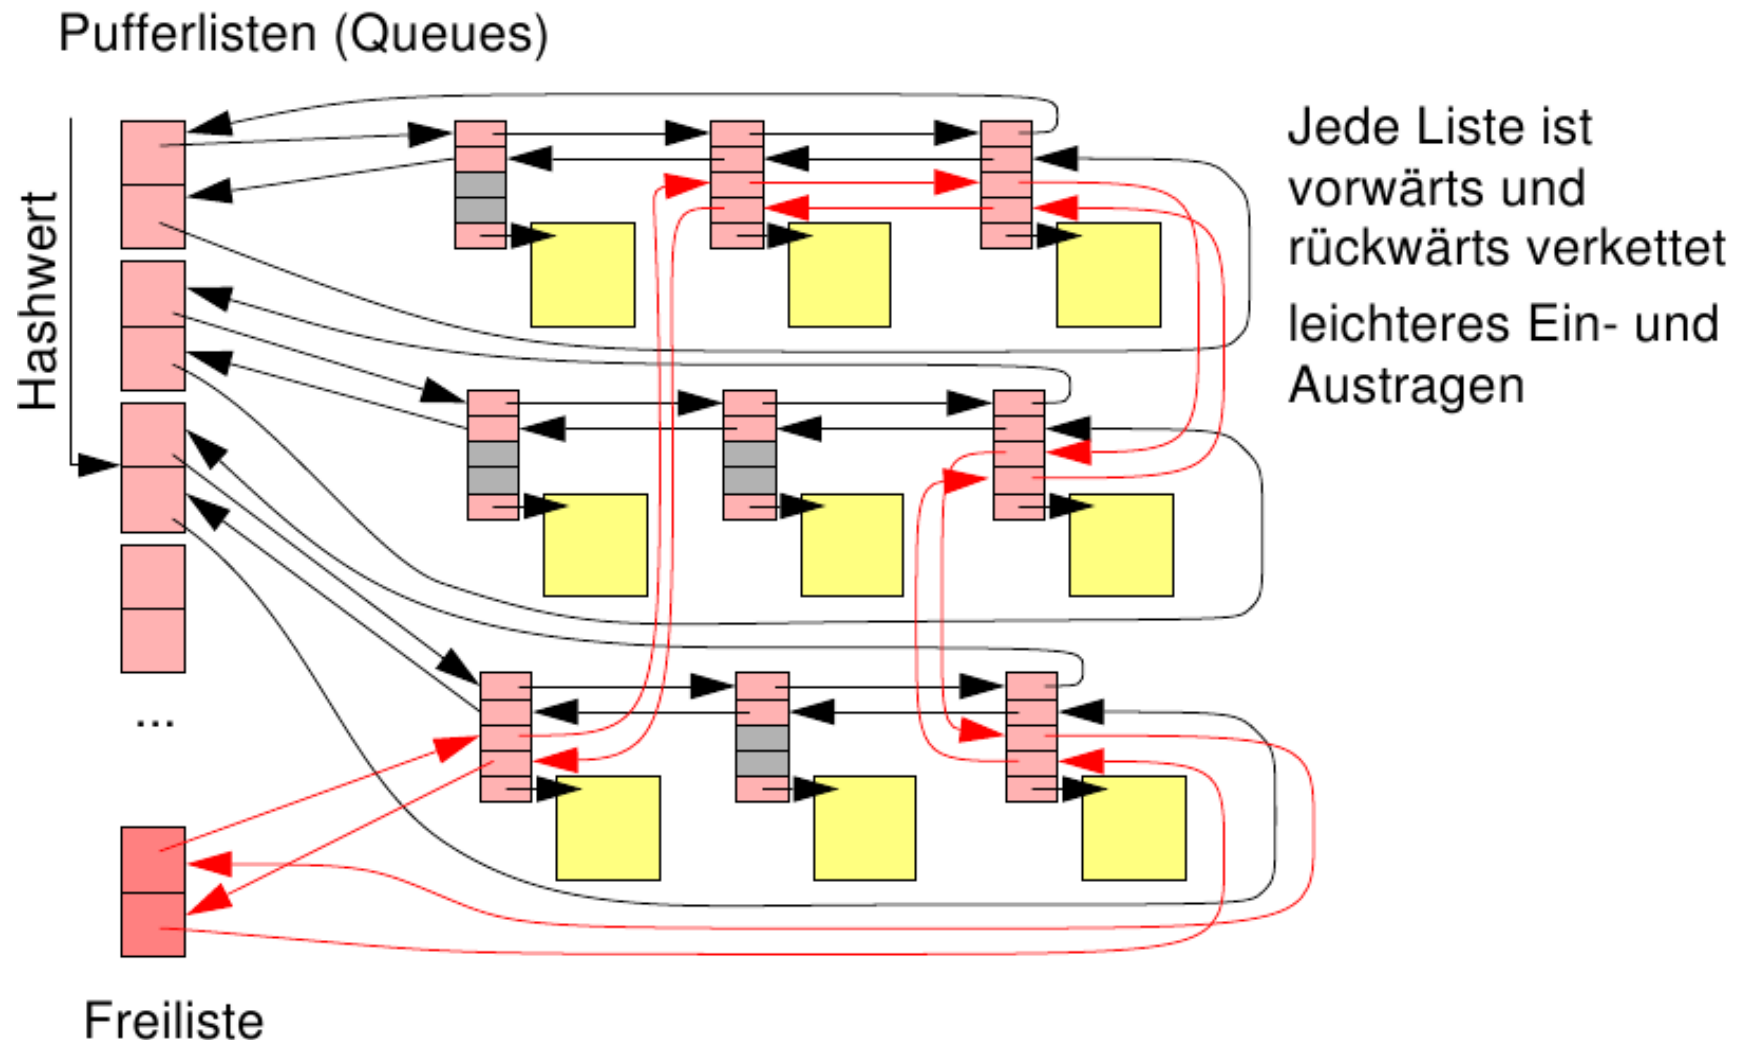 Pufferlisten (Queues)
Hashwert
Jede Liste ist
vorwärts und
rückwärts verkettet
leichteres Ein- und
Austragen
...
Freiliste